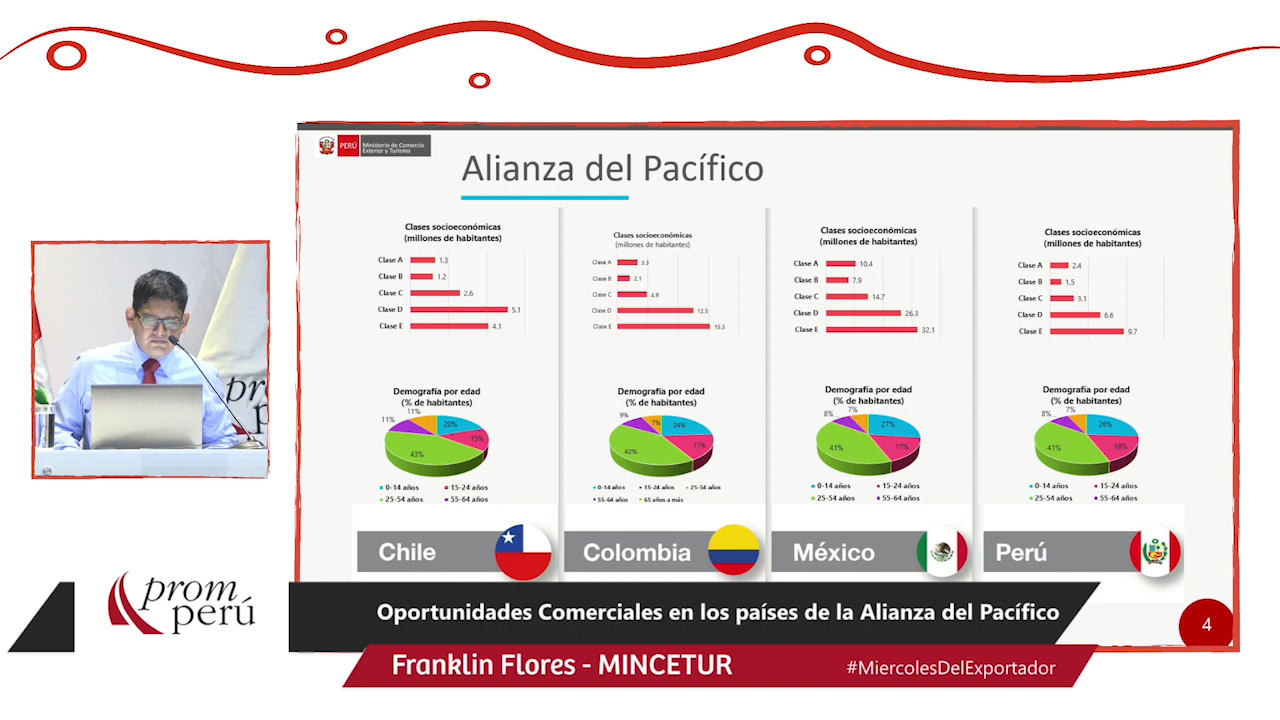 PERÚ
Ministerio de Comercio
Exterior y Turismo
Alianza del Pacífico
Clases socioeconómicas
(millones de habitantes)
Clase A 1.3
Clase B 1.2
Clase C 2.6
Clase D 5.1
Clase E 4.1
Demografía por edad
(% de habitantes)
11% 11% 20%
15%
43%
0-14 años 15-24 años
25-54 años 55-64 años
Chile
Clases socioeconómicas
(millones de habitantes)
Clase A 3.3
Clase B 2.1
Clase C 4.9
Clase D 12.5
Clase E 15.3
Demografía por edad
(% de habitantes)
9% 7% 24%
17%
42%
0-14 años 15-24 años 25-54 años
55-64 años 65 años a más
Colombia
Clases socioeconómicas
(millones de habitantes)
Clase A 10.4
Clase B 7.9
Clase C 14.7
Clase D 26.3
Clase E 32.1
Demografía por edad
(% de habitantes)
8% 7% 27%
17%
41%
0-14 años 15-24 años
25-54 años 55-64 años
México
Clases socioeconómicas
(millones de habitantes)
Clase A 2.4
Clase B 1.5
Clase C 3.1
Clase D 6.6
Clase E 9.7
Demografía por edad
(% de habitantes)
8% 7% 26%
18%
41%
0-14 años 15-24 años
25-54 años 55-64 años
Perú
4
pr
p
prom
perú
Oportunidades Comerciales en los países de la Alianza del Pacífico
Franklin Flores - MINCETUR
#MiercolesDelExportador